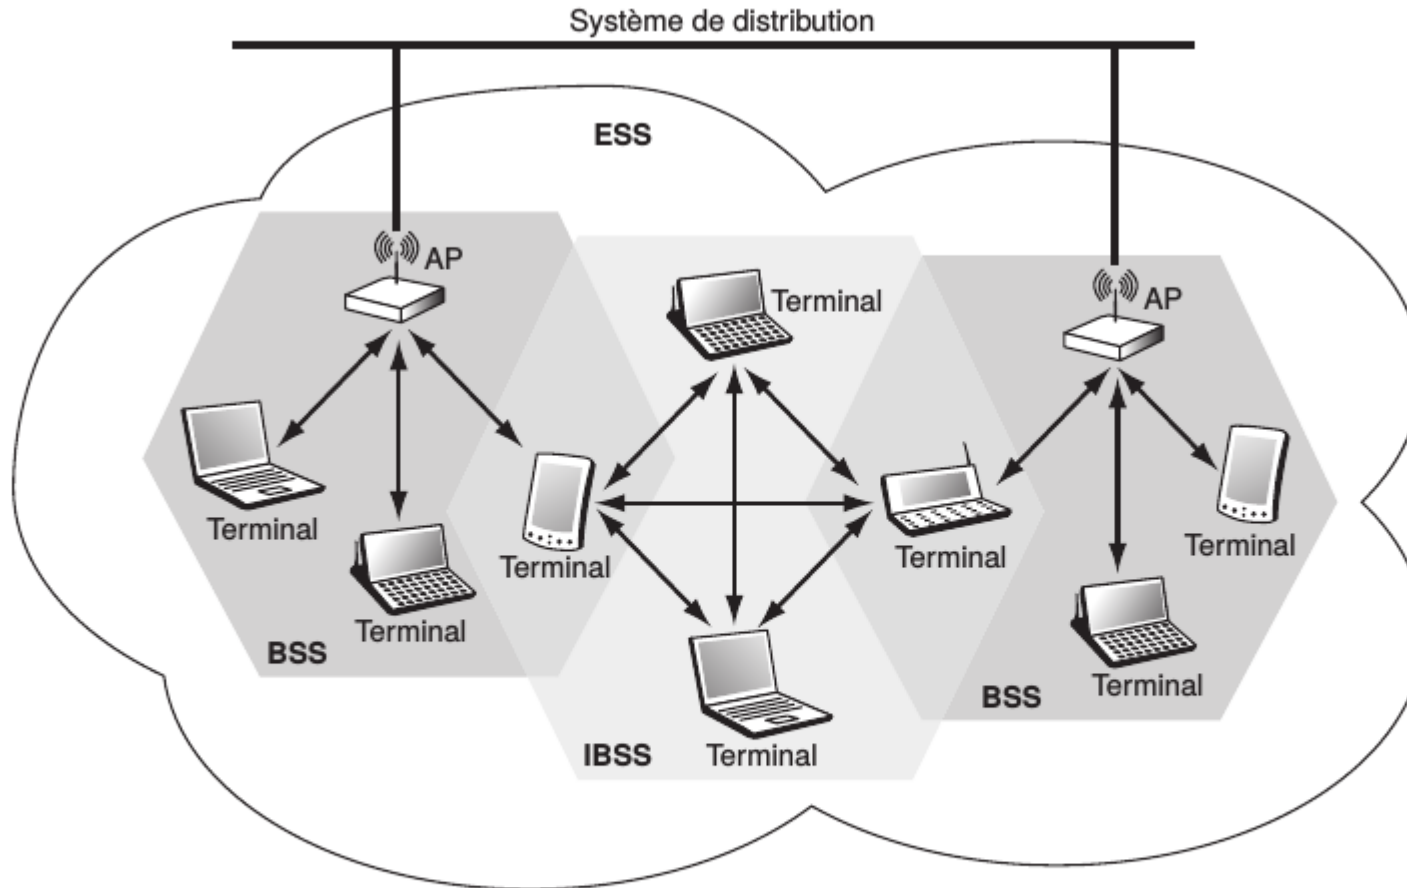 Système de distribution
ESS
AP
Terminal
AP
Terminal
Terminal
Terminal
Terminal
Terminal
Terminal
BSS
Terminal
BSS
IBSS
Terminal